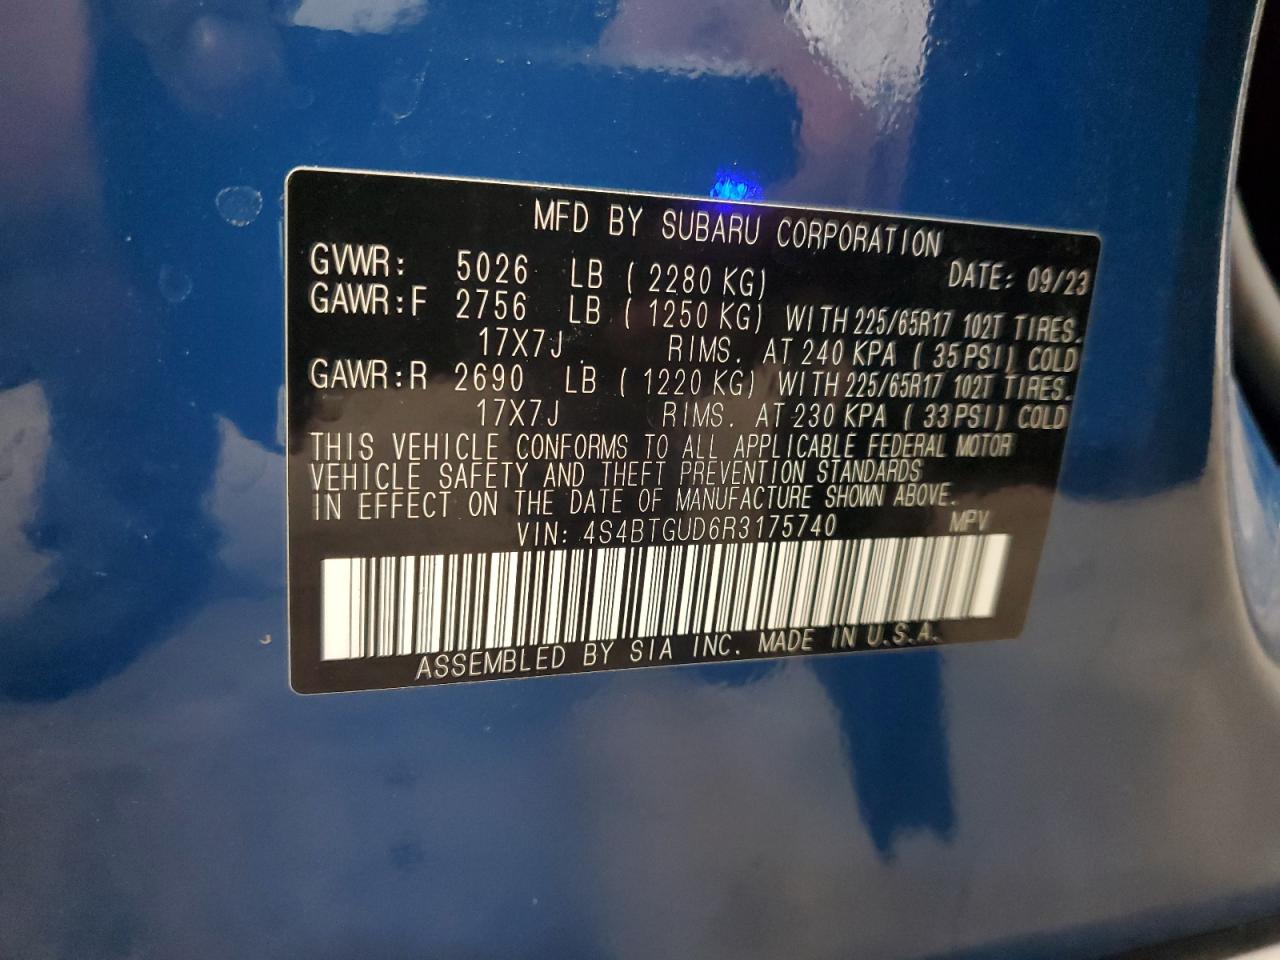 MFD BY SUBARU CORPORATION
GVWR: 5026 LB ( 2280 KG) DATE: 09/23
GAWR:F 2756 LB ( 1250 KG) WITH 225/65R17 102T TIRES.
17X7J RIMS. AT 240 KPA ( 35PSI) COLD
GAWR:R 2690 LB ( 1220 KG) WITH 225/65R17 102T TIRES.
17X7J RIMS. AT 230 KPA ( 33PSI) COLD
THIS VEHICLE CONFORMS TO ALL APPLICABLE FEDERAL MOTOR
VEHICLE SAFETY AND THEFT PREVENTION STANDARDS
IN EFFECT ON THE DATE OF MANUFACTURE SHOWN ABOVE.
VIN: 4S4BTGUD6R3175740 MPV
ASSEMBLED BY SIA INC. MADE IN U.S.A.